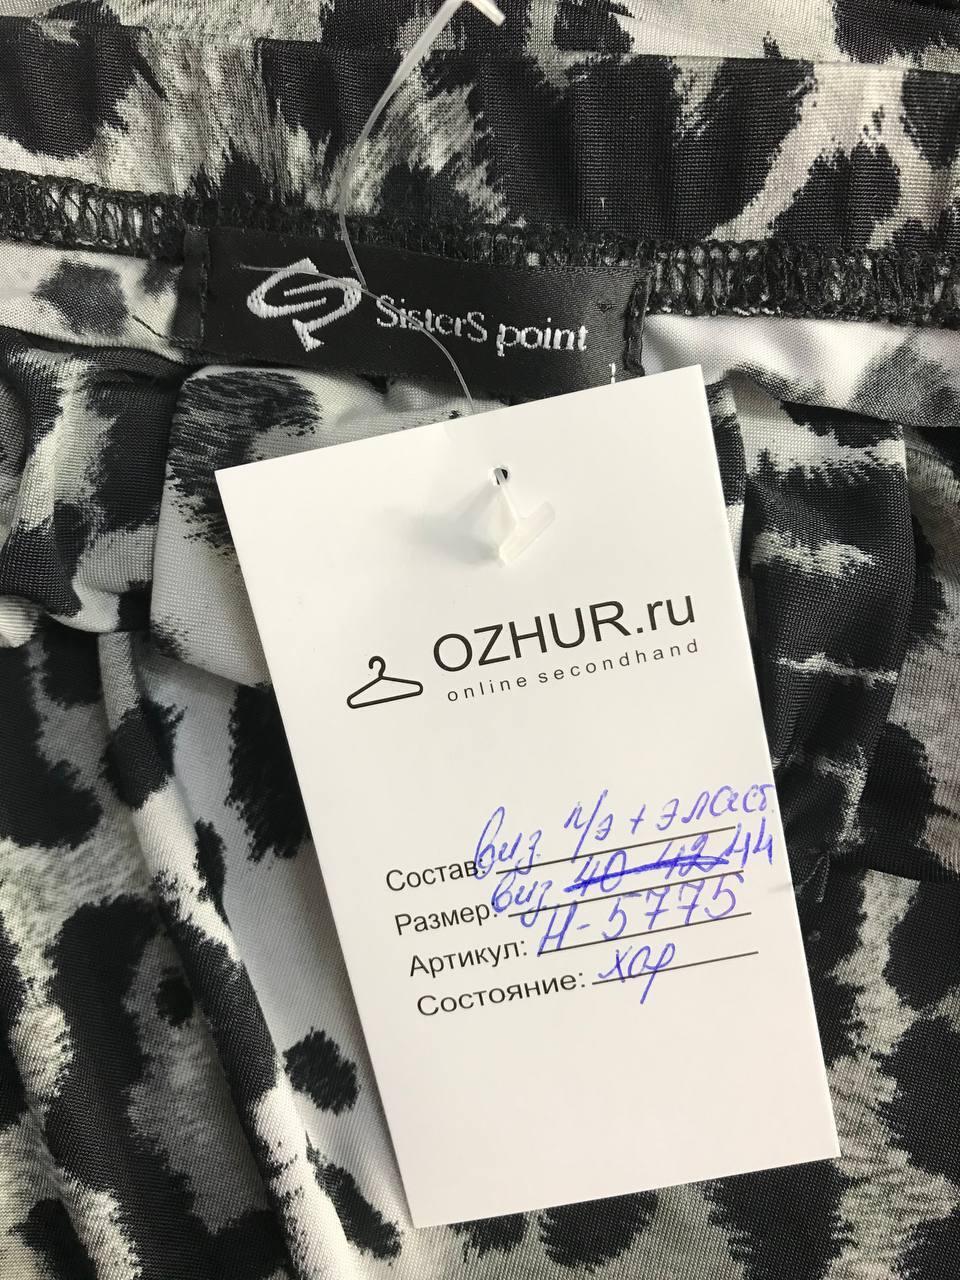 SisterS point
OZHUR.ru
online secondhand
Состав: виз п/э + эласт.
Размер: виз 40-42 44
Артикул: Н-5775
Состояние: хор